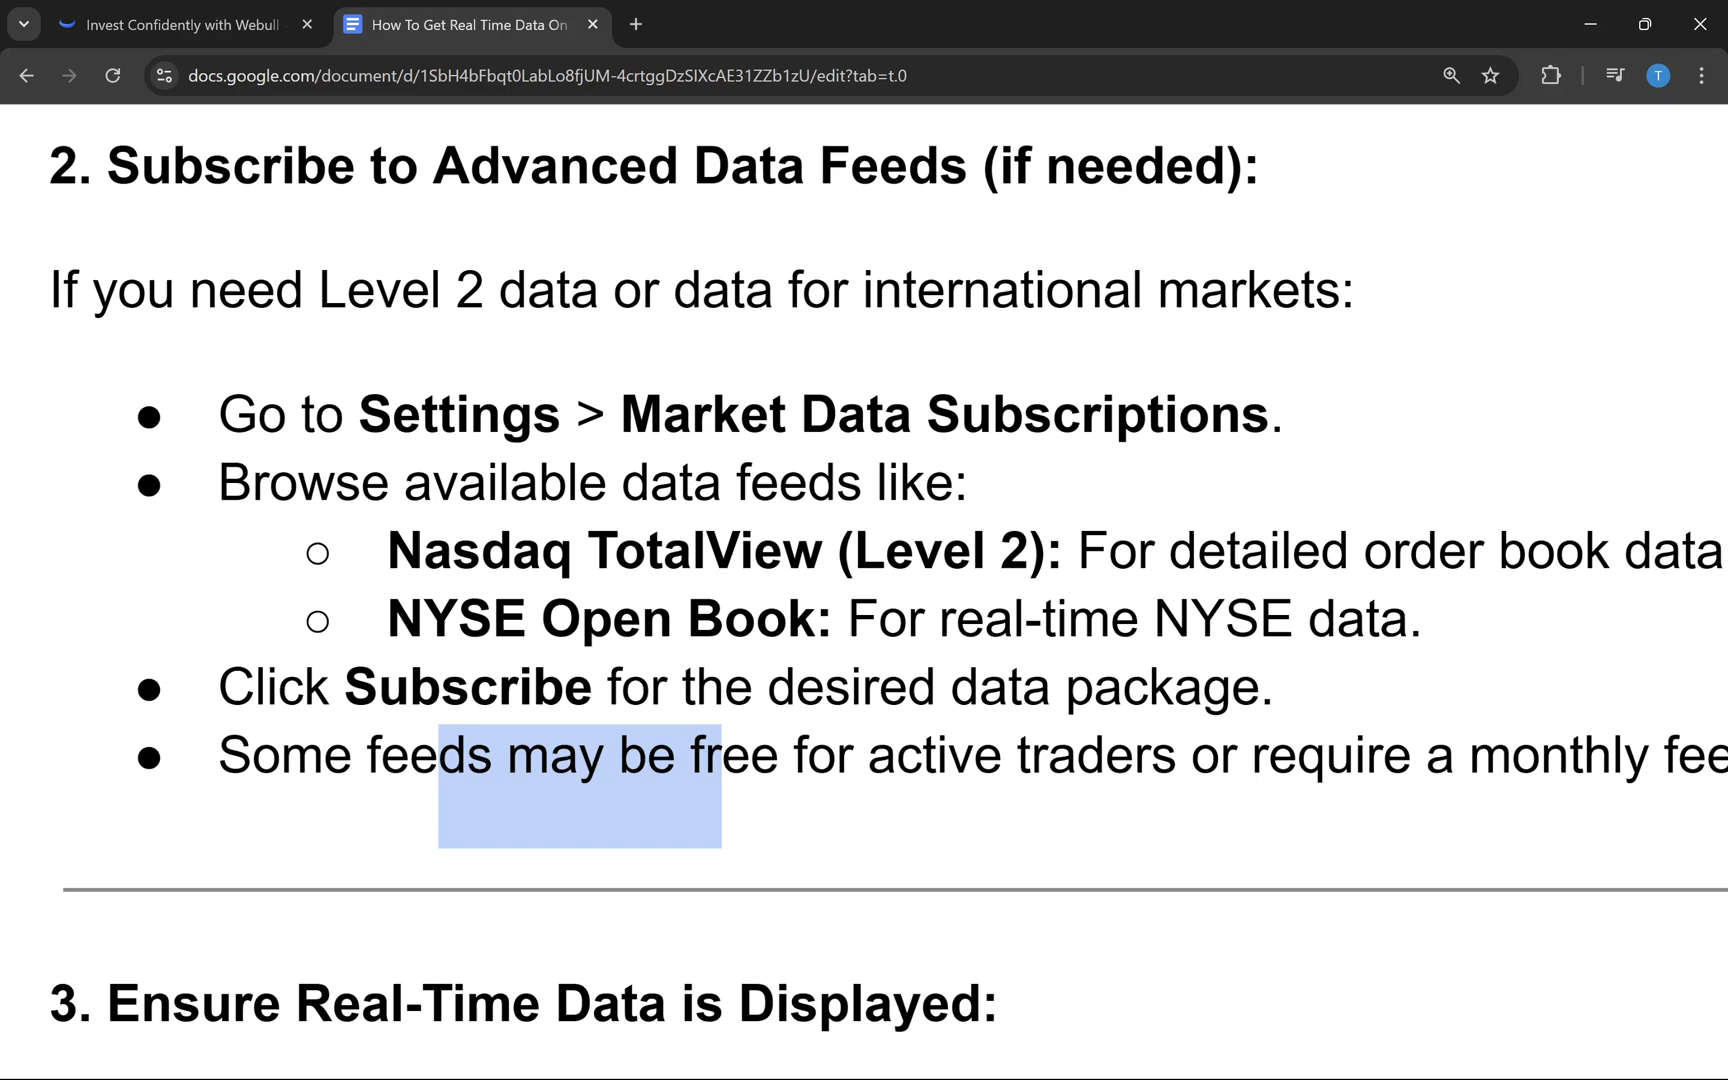 Invest Confidently with Webull
How To Get Real Time Data On
docs.google.com/document/d/1SbH4bFbqt0LabLo8fjUM-4crtggDzSIXcAE31ZZb1zU/edit?tab=t.0
T
2. Subscribe to Advanced Data Feeds (if needed):
If you need Level 2 data or data for international markets:
● Go to Settings > Market Data Subscriptions.
● Browse available data feeds like:
○ Nasdaq TotalView (Level 2): For detailed order book data
○ NYSE Open Book: For real-time NYSE data.
● Click Subscribe for the desired data package.
● Some feeds may be free for active traders or require a monthly fee
3. Ensure Real-Time Data is Displayed: